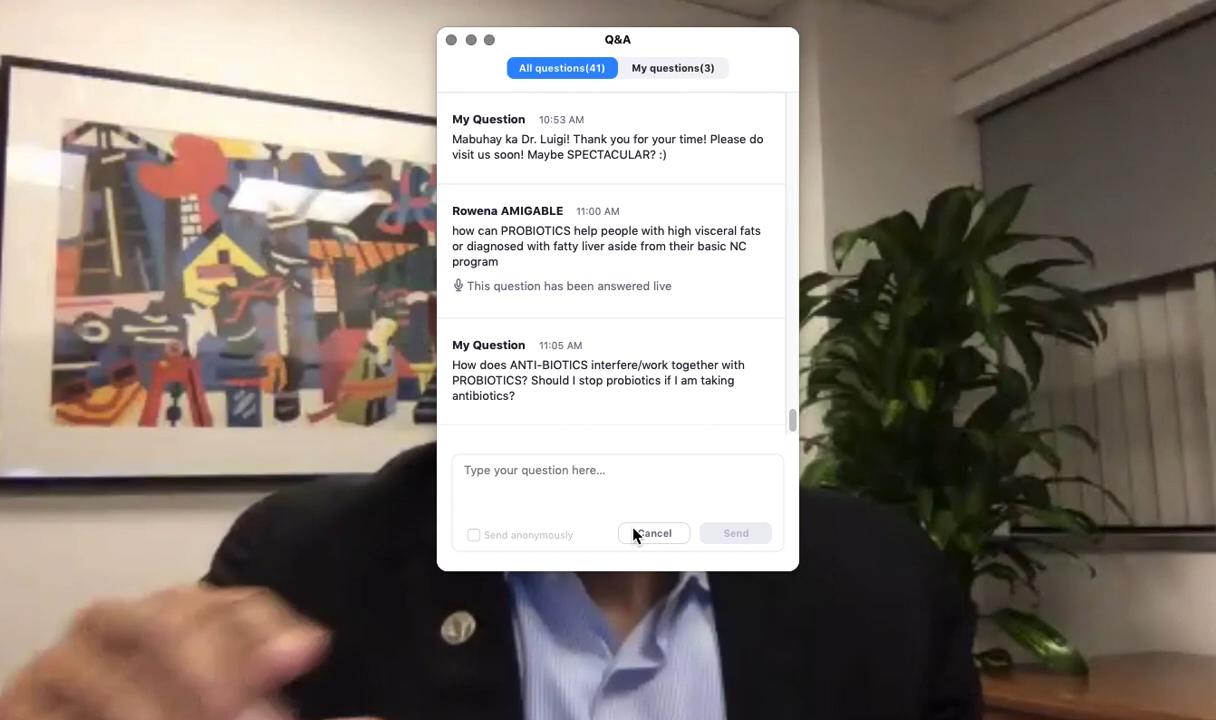 Q&A
All questions(41) My questions(3)
My Question 10:53 AM
Mabuhay ka Dr. Luigi! Thank you for your time! Please do
visit us soon! Maybe SPECTACULAR? :)
Rowena AMIGABLE 11:00 AM
how can PROBIOTICS help people with high visceral fats
or diagnosed with fatty liver aside from their basic NC
program
This question has been answered live
My Question 11:05 AM
How does ANTI-BIOTICS interfere/work together with
PROBIOTICS? Should I stop probiotics if I am taking
antibiotics?
Type your question here...
Send anonymously Cancel Send